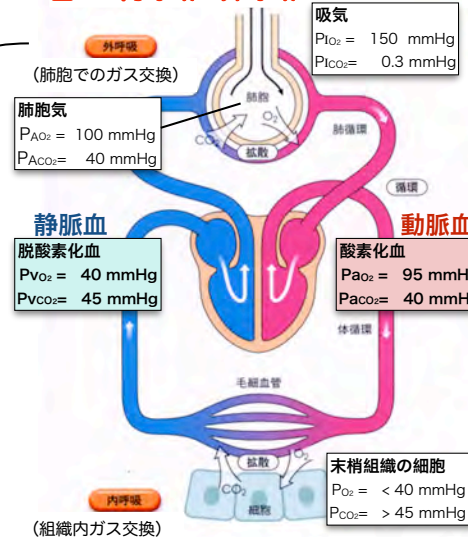 吸気
PIO₂ = 150 mmHg
PICO₂= 0.3 mmHg
外呼吸
(肺胞でのガス交換)
肺胞
O₂
CO₂
拡散
肺循環
肺胞気
PAO₂ = 100 mmHg
PACO₂= 40 mmHg
循環
静脈血
動脈血
脱酸素化血
PvO₂ = 40 mmHg
PvCO₂= 45 mmHg
酸素化血
PaO₂ = 95 mmH
PaCO₂= 40 mmH
体循環
毛細血管
拡散
O₂
CO₂
細胞
末梢組織の細胞
PO₂ = < 40 mmHg
PCO₂= > 45 mmHg
内呼吸
(組織内ガス交換)